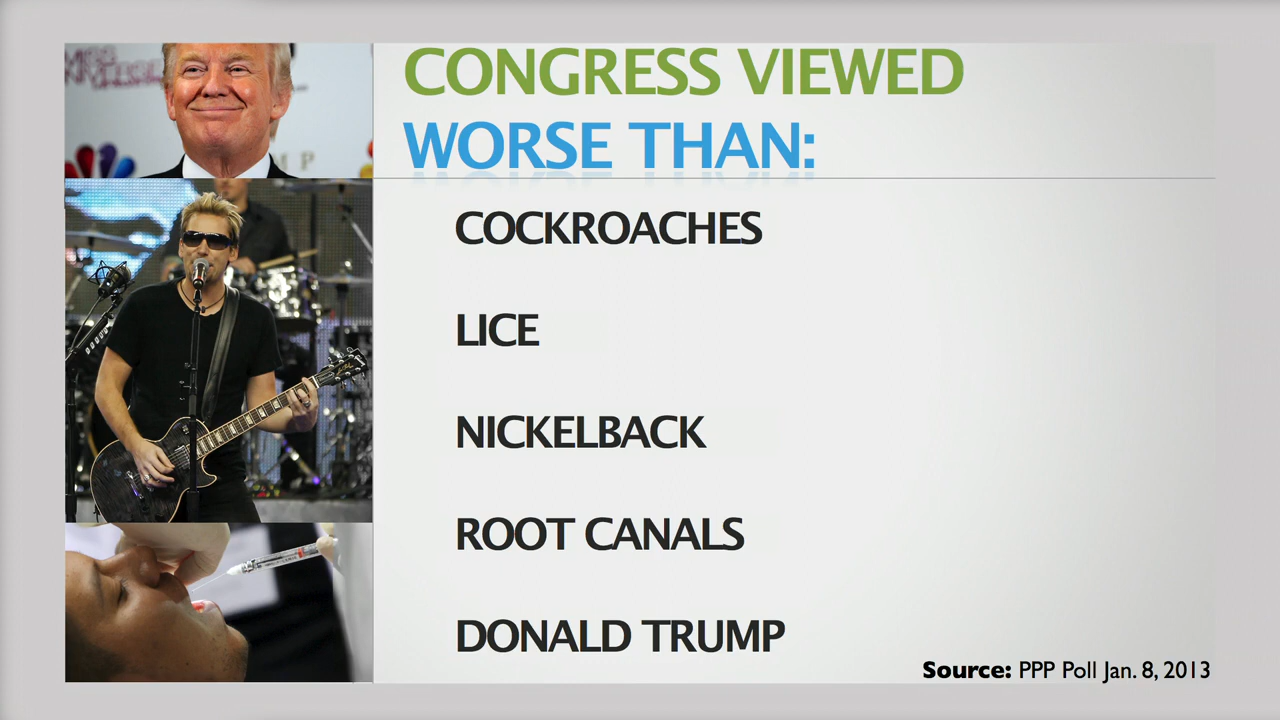 CONGRESS VIEWED
WORSE THAN:
COCKROACHES
LICE
NICKELBACK
ROOT CANALS
DONALD TRUMP
Source: PPP Poll Jan. 8, 2013